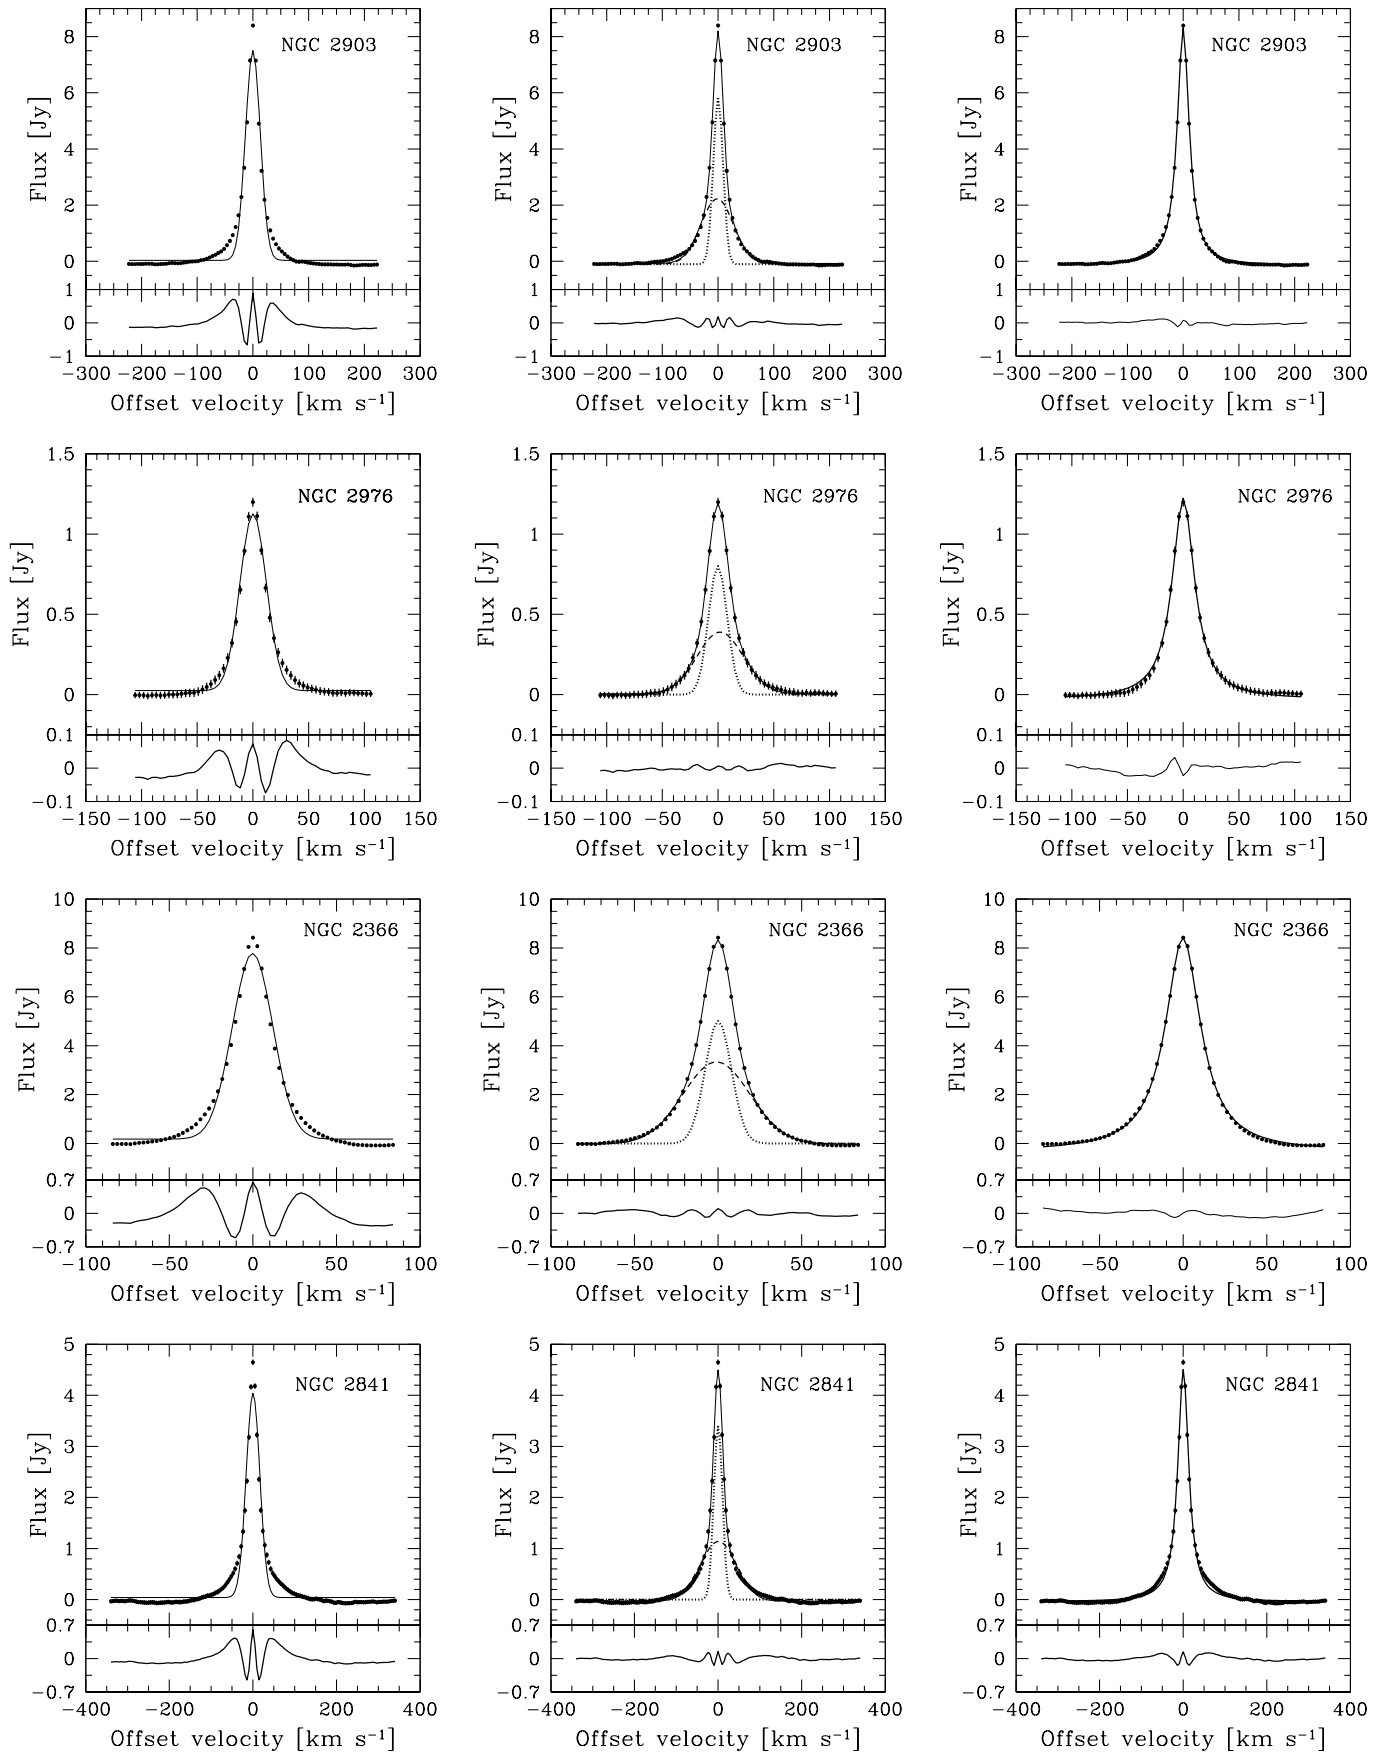 NGC 2903
Flux [Jy]
8
6
4
2
0
1
0
−1
−300 −200 −100 0 100 200 300
Offset velocity [km s⁻¹]
NGC 2903
Flux [Jy]
8
6
4
2
0
1
0
−1
−300 −200 −100 0 100 200 300
Offset velocity [km s⁻¹]
NGC 2903
Flux [Jy]
8
6
4
2
0
1
0
−1
−300 −200 −100 0 100 200 300
Offset velocity [km s⁻¹]
NGC 2976
Flux [Jy]
1.5
1
0.5
0
0.1
0
−0.1
−150 −100 −50 0 50 100 150
Offset velocity [km s⁻¹]
NGC 2976
Flux [Jy]
1.5
1
0.5
0
0.1
0
−0.1
−150 −100 −50 0 50 100 150
Offset velocity [km s⁻¹]
NGC 2976
Flux [Jy]
1.5
1
0.5
0
0.1
0
−0.1
−150 −100 −50 0 50 100 150
Offset velocity [km s⁻¹]
NGC 2366
Flux [Jy]
10
8
6
4
2
0
0.7
0
−0.7
−100 −50 0 50 100
Offset velocity [km s⁻¹]
NGC 2366
Flux [Jy]
10
8
6
4
2
0
0.7
0
−0.7
−100 −50 0 50 100
Offset velocity [km s⁻¹]
NGC 2366
Flux [Jy]
10
8
6
4
2
0
0.7
0
−0.7
−100 −50 0 50 100
Offset velocity [km s⁻¹]
NGC 2841
Flux [Jy]
5
4
3
2
1
0
0.7
0
−0.7
−400 −200 0 200 400
Offset velocity [km s⁻¹]
NGC 2841
Flux [Jy]
5
4
3
2
1
0
0.7
0
−0.7
−400 −200 0 200 400
Offset velocity [km s⁻¹]
NGC 2841
Flux [Jy]
5
4
3
2
1
0
0.7
0
−0.7
−400 −200 0 200 400
Offset velocity [km s⁻¹]